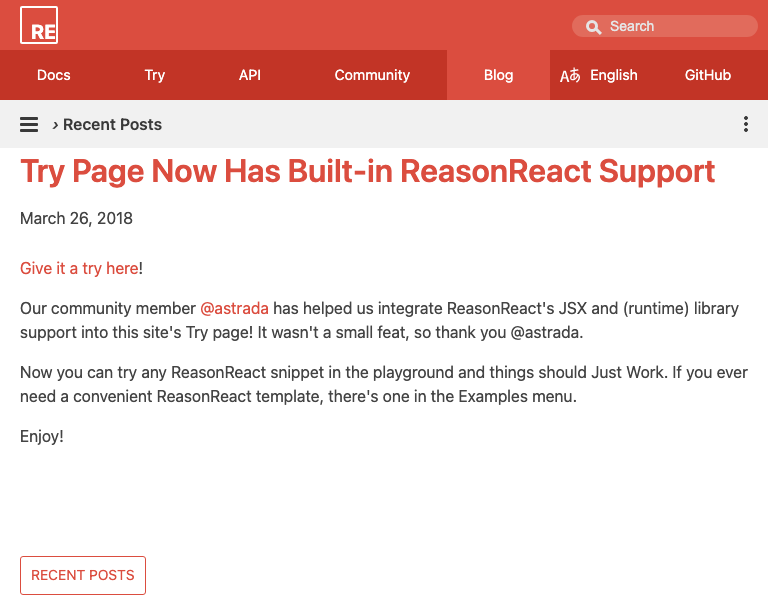 RE
Search
Docs Try API Community Blog Aあ English GitHub
› Recent Posts
Try Page Now Has Built-in ReasonReact Support
March 26, 2018
Give it a try here!
Our community member @astrada has helped us integrate ReasonReact's JSX and (runtime) library
support into this site's Try page! It wasn't a small feat, so thank you @astrada.
Now you can try any ReasonReact snippet in the playground and things should Just Work. If you ever
need a convenient ReasonReact template, there's one in the Examples menu.
Enjoy!
RECENT POSTS